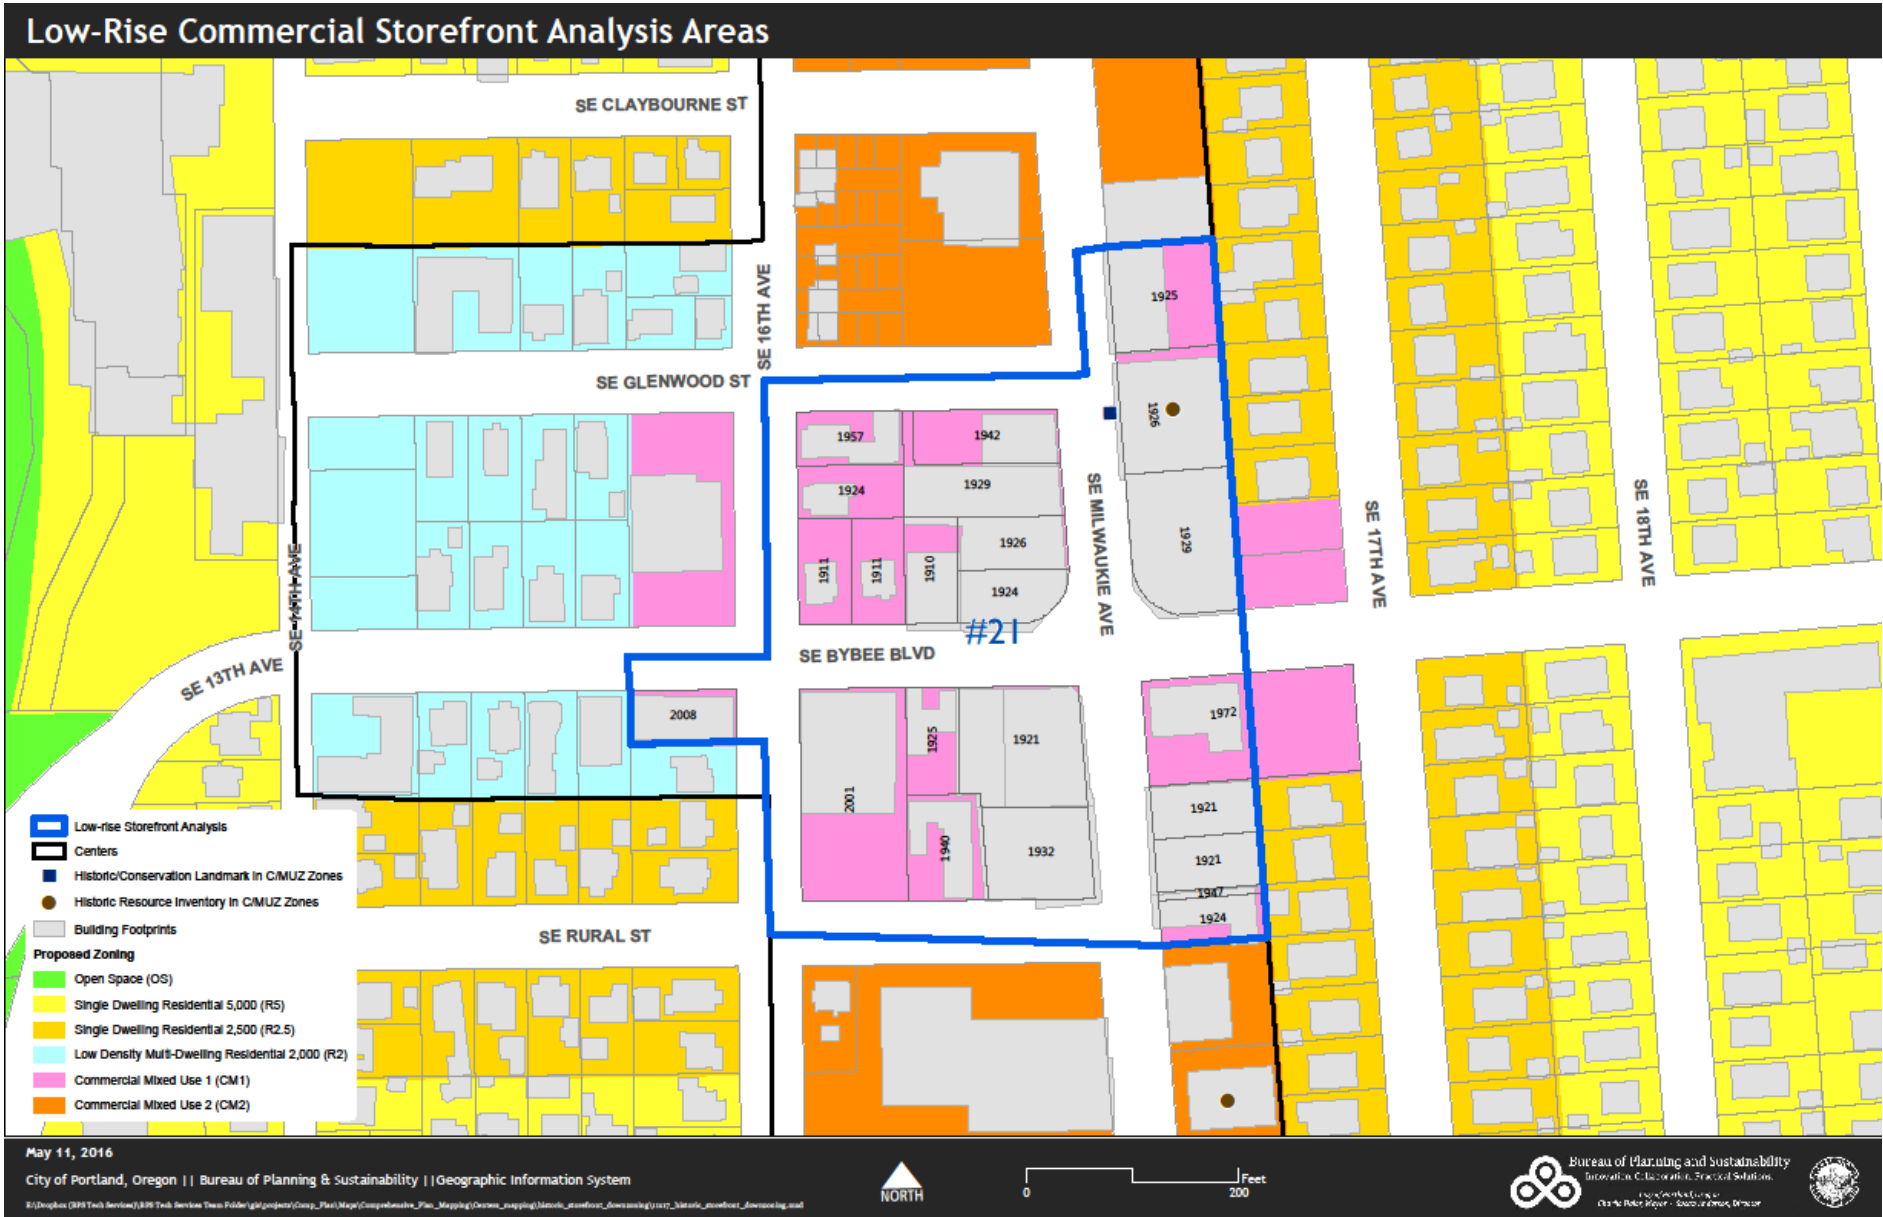 Low-Rise Commercial Storefront Analysis Areas
SE CLAYBOURNE ST
SE 16TH AVE
1925
SE GLENWOOD ST
1957
1942
1926
1924
1929
SE MILWAUKIE AVE
SE 17TH AVE
SE 18TH AVE
1926
1929
1911
1911
1910
1924
SE 14TH AVE
#21
SE BYBEE BLVD
SE 13TH AVE
2008
1925
1921
1972
2001
1921
1940
1932
1921
1947
1924
SE RURAL ST
Low-rise Storefront Analysis
Centers
Historic/Conservation Landmark in C/MUZ Zones
Historic Resource Inventory in C/MUZ Zones
Building Footprints
Proposed Zoning
Open Space (OS)
Single Dwelling Residential 5,000 (R5)
Single Dwelling Residential 2,500 (R2.5)
Low Density Multi-Dwelling Residential 2,000 (R2)
Commercial Mixed Use 1 (CM1)
Commercial Mixed Use 2 (CM2)
May 11, 2016
City of Portland, Oregon || Bureau of Planning & Sustainability ||Geographic Information System
NORTH
0
200
Feet
Bureau of Planning and Sustainability
Innovation. Collaboration. Practical Solutions.